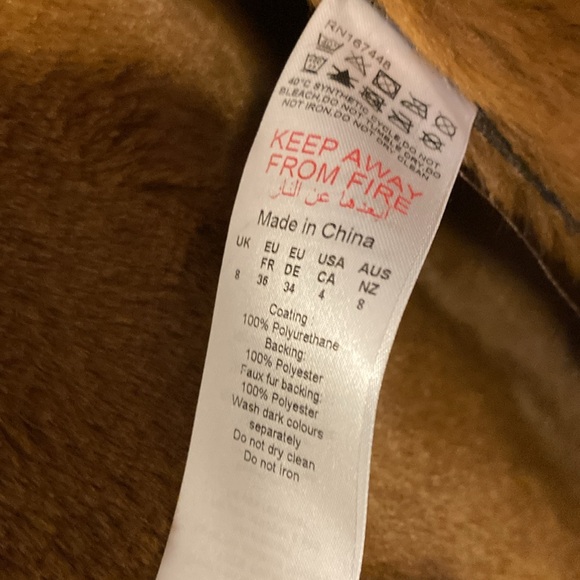 RN167448
40°C SYNTHETIC CYCLE,DO NOT
BLEACH,DO NOT TUMBLE DRY,DO
NOT IRON,DO NOT DRY CLEAN
KEEP AWAY
FROM FIRE
أبعدها عن النار
Made in China
UK EU EU USA AUS
FR DE CA NZ
8 36 34 4 8
Coating
100% Polyurethane
Backing:
100% Polyester
Faux fur backing:
100% Polyester
Wash dark colours
separately
Do not dry clean
Do not iron